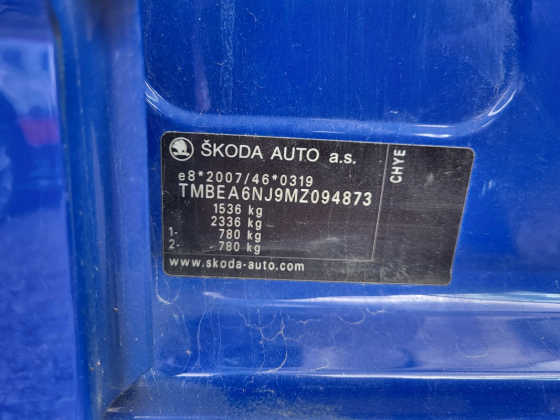 ŠKODA AUTO a.s.
CHYE
e8*2007/46*0319
TMBEA6NJ9MZ094873
1536 kg
2336 kg
1- 780 kg
2- 780 kg
www.skoda-auto.com